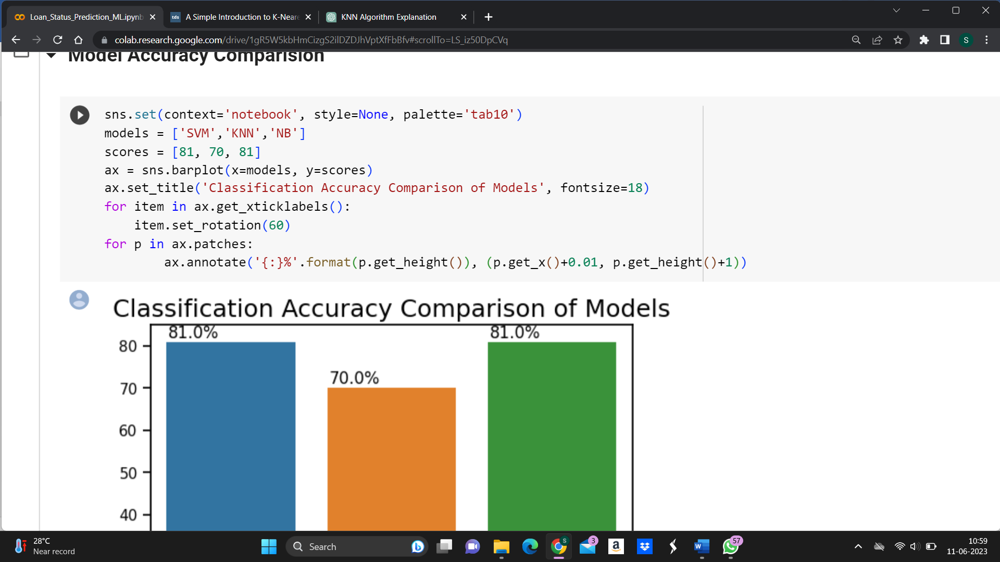 Loan_Status_Prediction_ML.ipynb
tds A Simple Introduction to K-Neare
KNN Algorithm Explanation
colab.research.google.com/drive/1gR5W5kbHmCizgS2ilDZDJhVptXfFbBfv#scrollTo=LS_iz50DpCVq
S
Model Accuracy Comparision
sns.set(context='notebook', style=None, palette='tab10')
models = ['SVM','KNN','NB']
scores = [81, 70, 81]
ax = sns.barplot(x=models, y=scores)
ax.set_title('Classification Accuracy Comparison of Models', fontsize=18)
for item in ax.get_xticklabels():
    item.set_rotation(60)
for p in ax.patches:
        ax.annotate('{:}%'.format(p.get_height()), (p.get_x()+0.01, p.get_height()+1))
Classification Accuracy Comparison of Models
81.0%
81.0%
80
70.0%
70
60
50
40
28°C
Near record
Search
S
3
a
W
57
10:59
11-06-2023